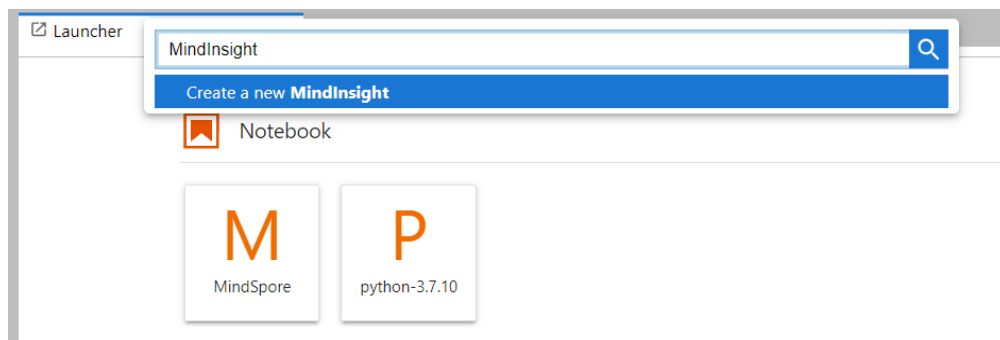 Launcher
MindInsight
Create a new MindInsight
Notebook
M
P
MindSpore
python-3.7.10